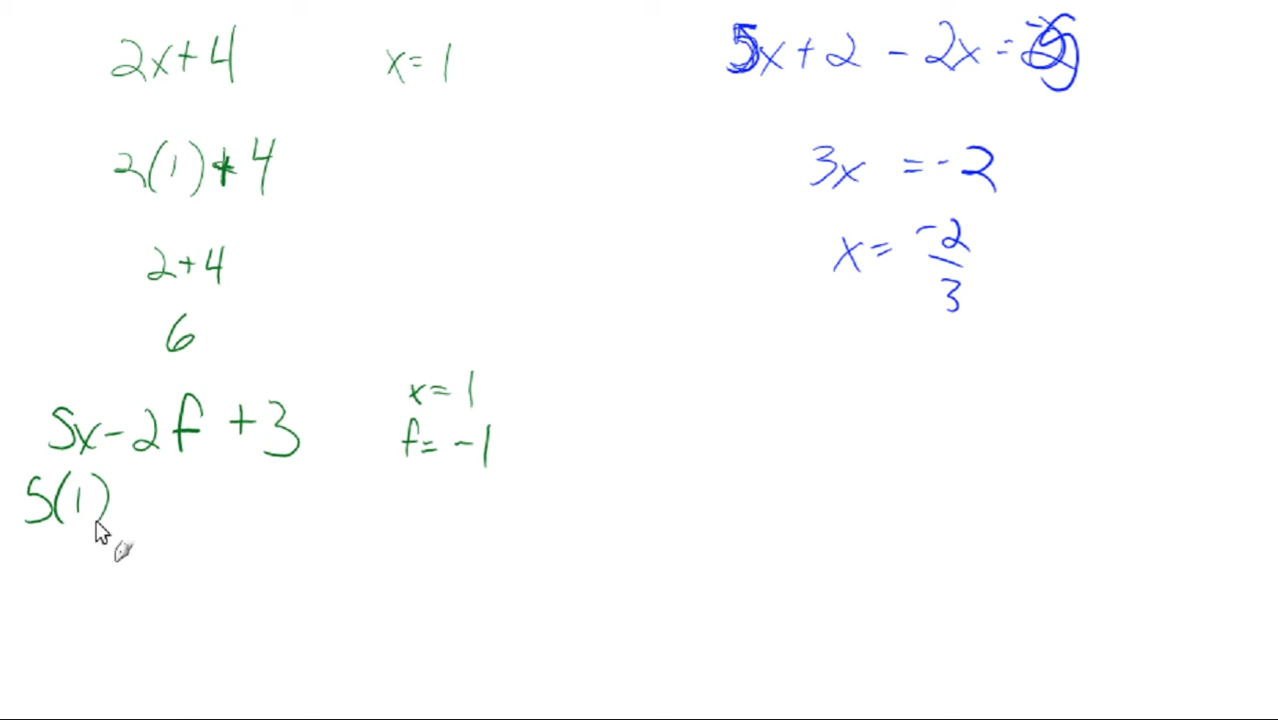 2x+4 x=1
2(1)+4
2+4
6
5x-2f+3 x=1
f=-1
5(1)
5x+2-2x=
3x=-2
x=-2/3